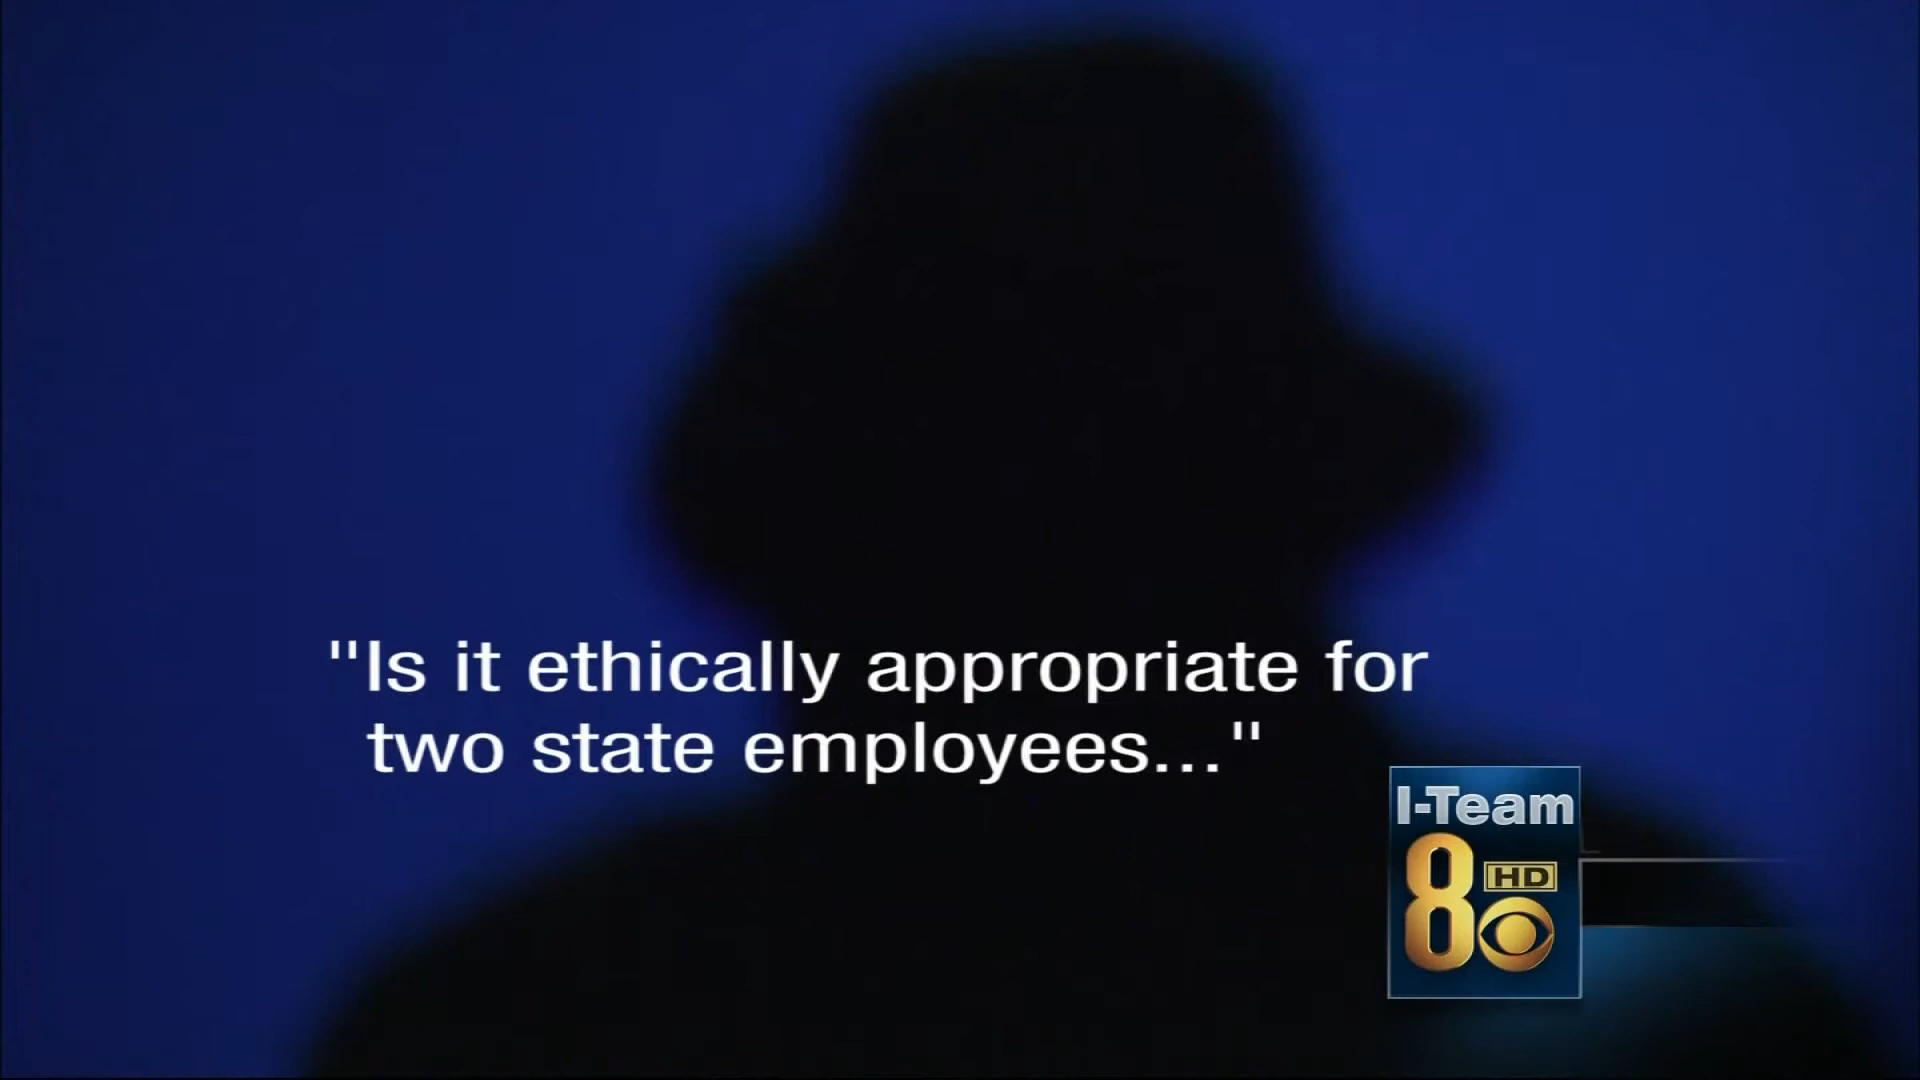 "Is it ethically appropriate for
two state employees..."
I-Team
8 HD